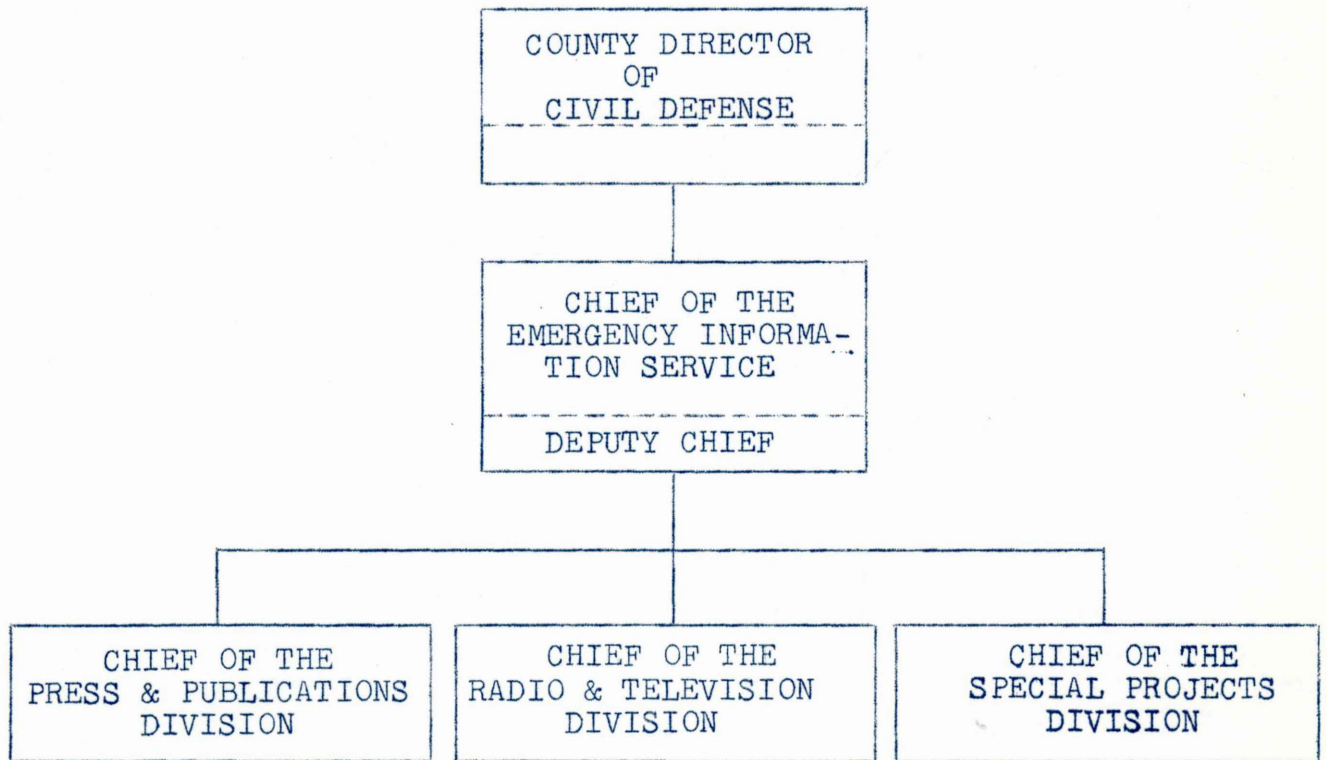 COUNTY DIRECTOR
OF
CIVIL DEFENSE
CHIEF OF THE
EMERGENCY INFORMA-
TION SERVICE
DEPUTY CHIEF
CHIEF OF THE
PRESS & PUBLICATIONS
DIVISION
CHIEF OF THE
RADIO & TELEVISION
DIVISION
CHIEF OF THE
SPECIAL PROJECTS
DIVISION